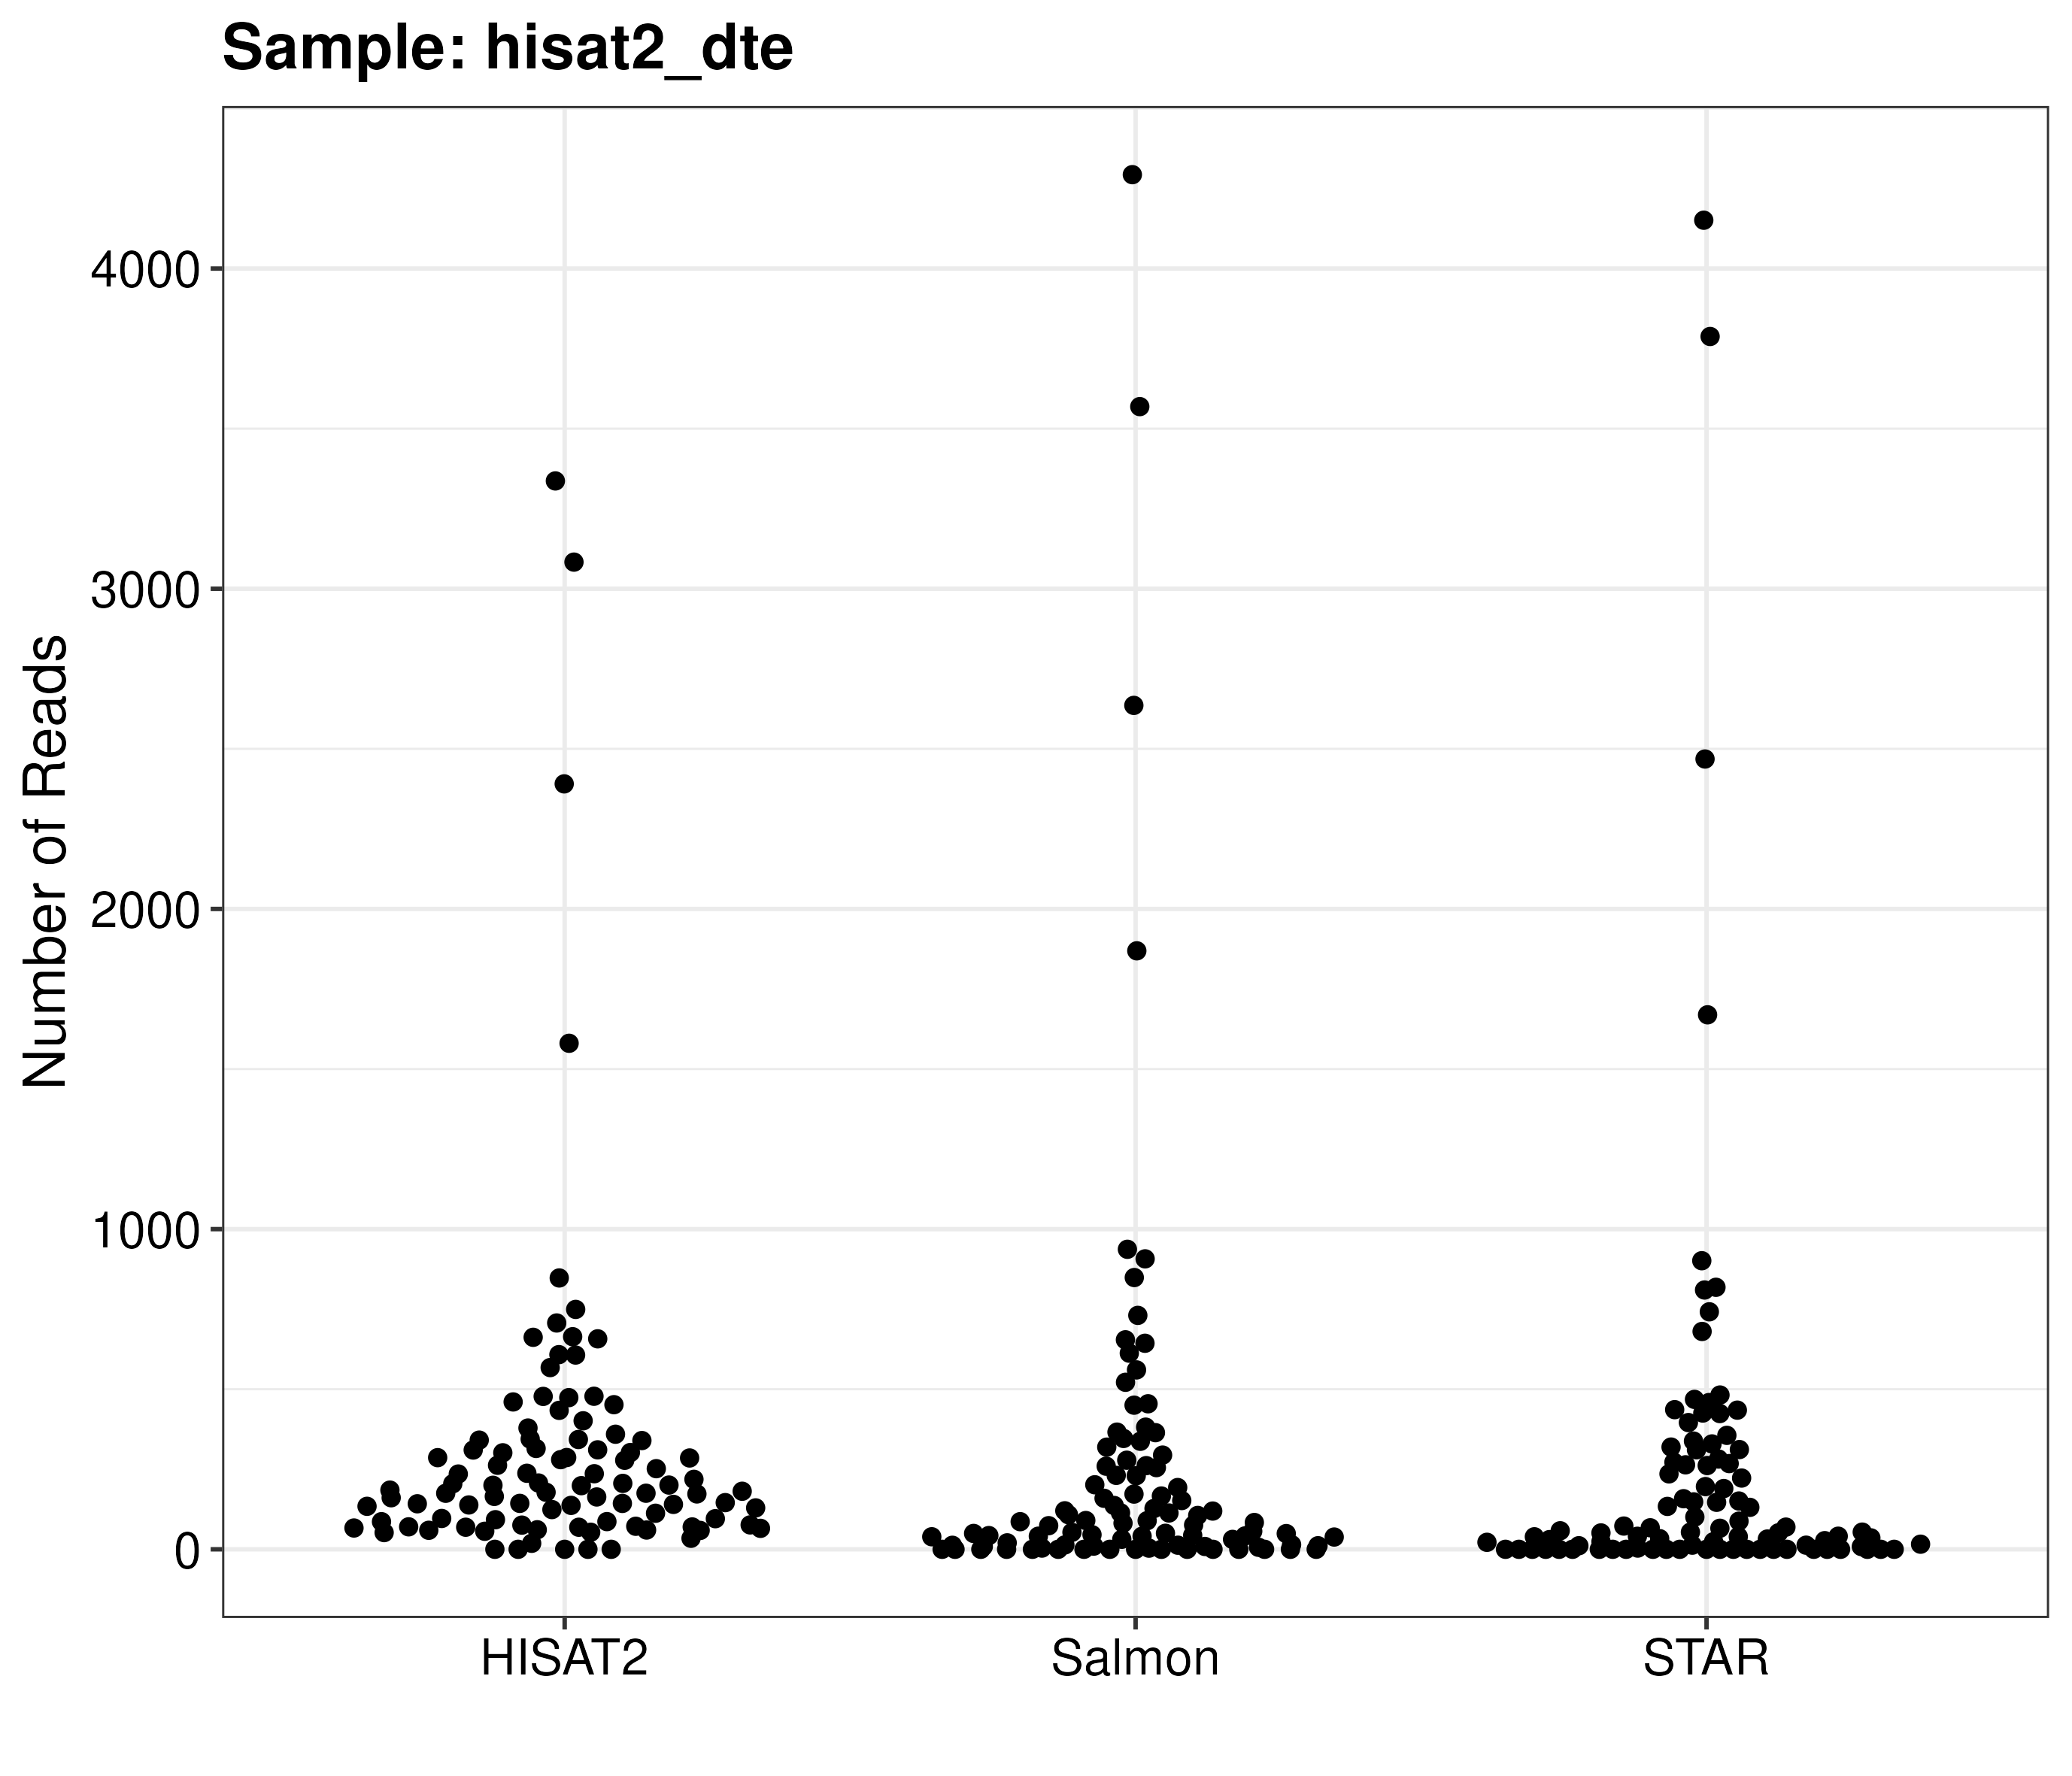 Sample: hisat2_dte
Number of Reads
4000
3000
2000
1000
0
HISAT2
Salmon
STAR